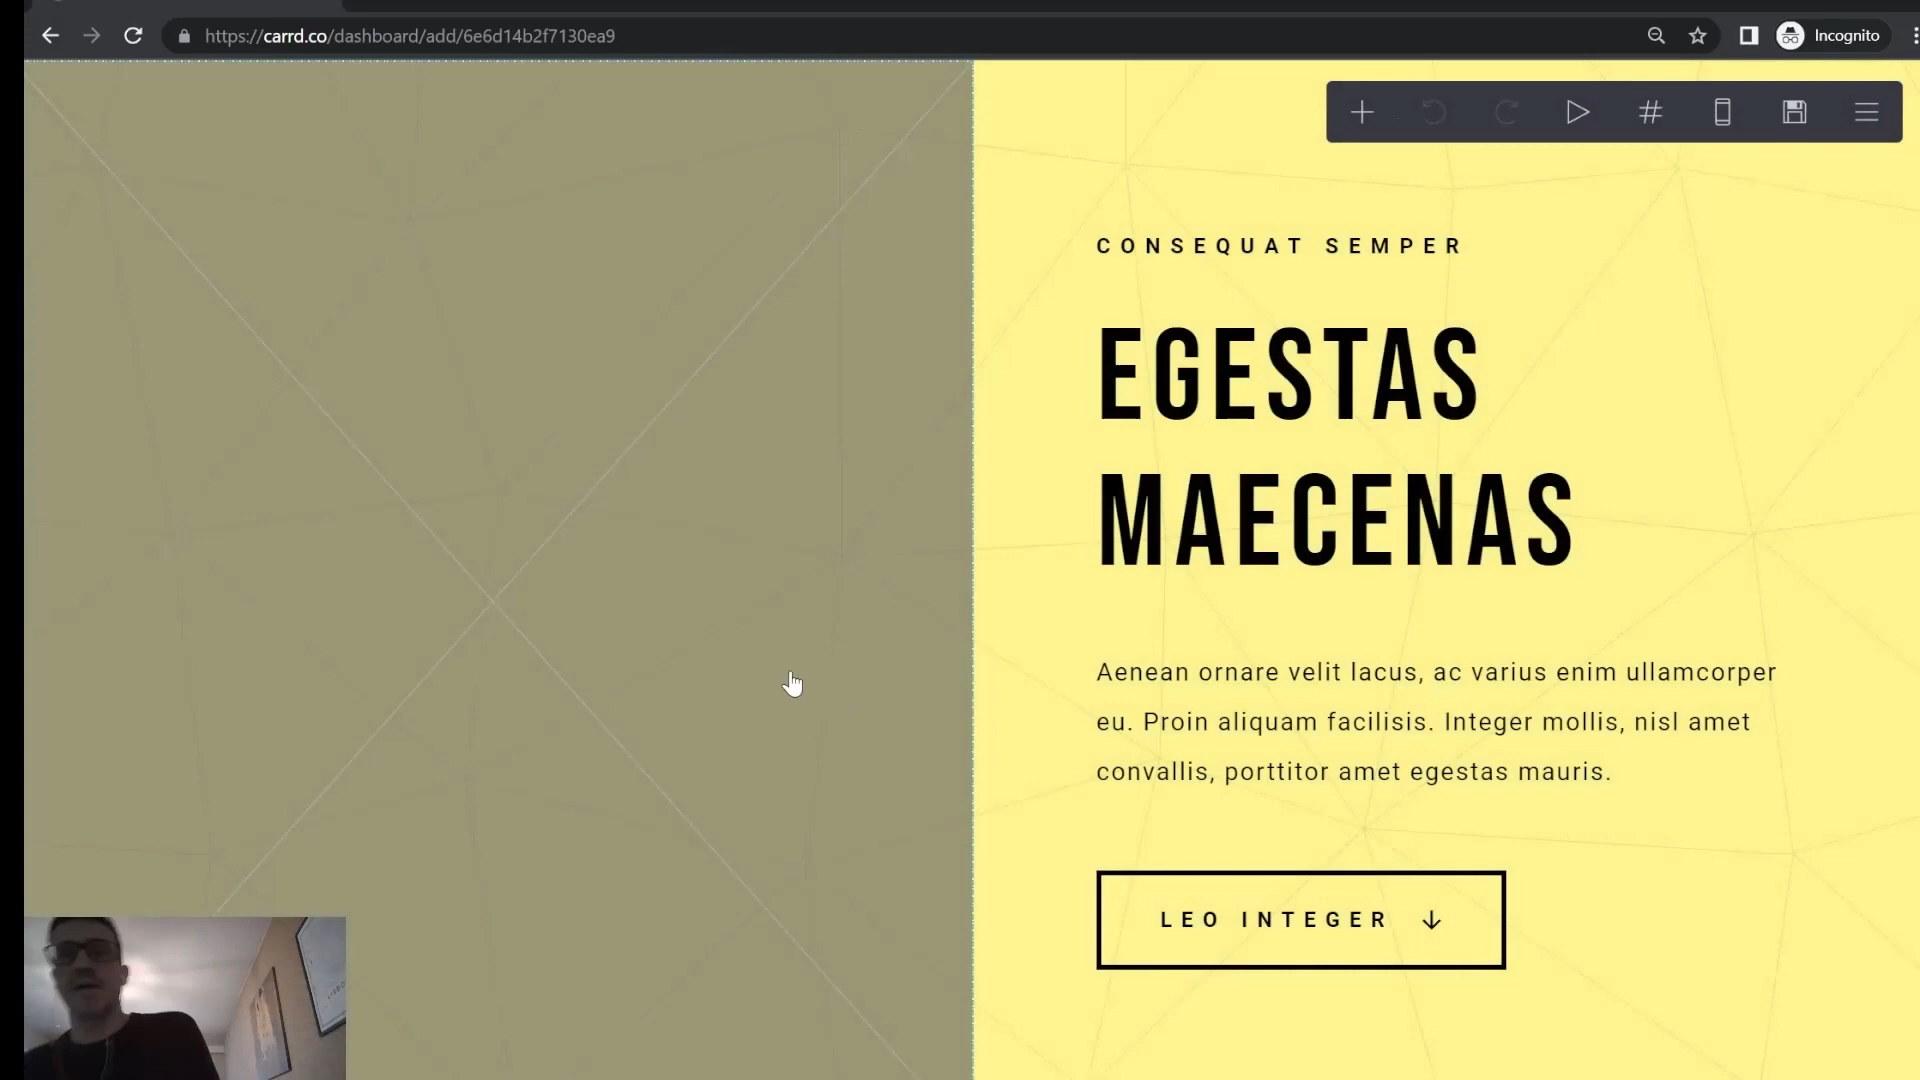 https://carrd.co/dashboard/add/6e6d14b2f7130ea9
Incognito
CONSEQUAT SEMPER
EGESTAS
MAECENAS
Aenean ornare velit lacus, ac varius enim ullamcorper
eu. Proin aliquam facilisis. Integer mollis, nisl amet
convallis, porttitor amet egestas mauris.
LEO INTEGER ↓